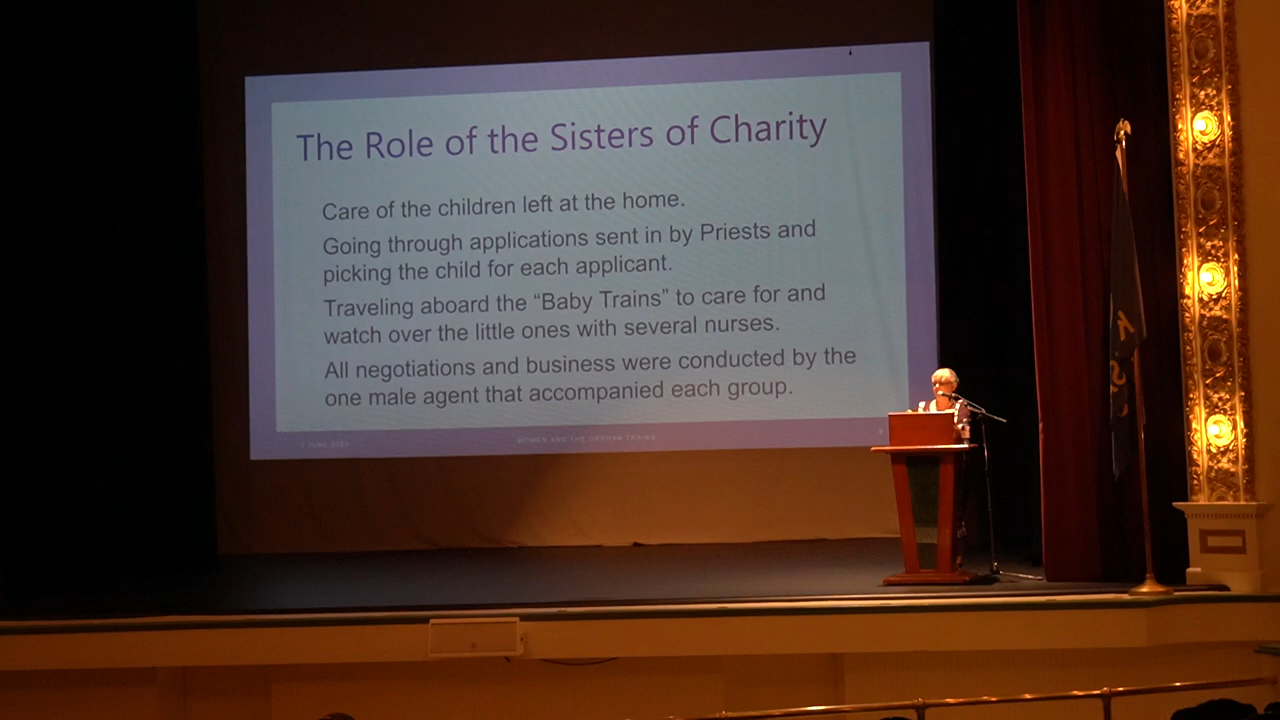 The Role of the Sisters of Charity
Care of the children left at the home.
Going through applications sent in by Priests and
picking the child for each applicant.
Traveling aboard the “Baby Trains” to care for and
watch over the little ones with several nurses.
All negotiations and business were conducted by the
one male agent that accompanied each group.
WOMEN AND THE ORPHAN TRAINS